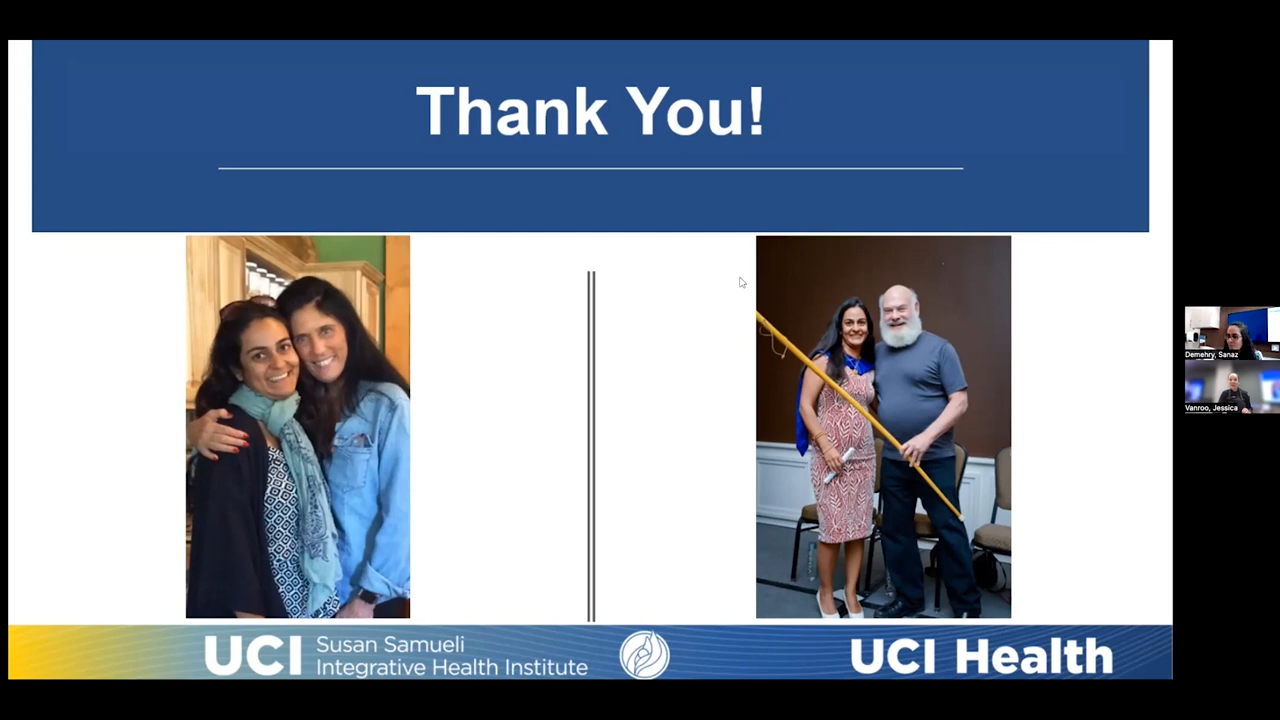 Thank You!
UCI Susan Samueli
Integrative Health Institute
UCI Health
Demehry, Sanaz
Vanroo, Jessica